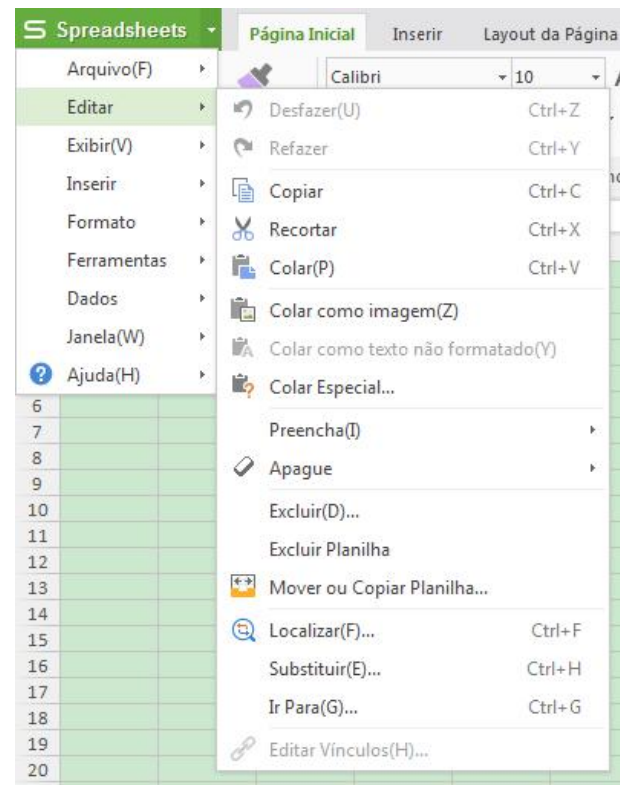 Spreadsheets
Página Inicial Inserir Layout da Página
Calibri 10
Arquivo(F)
Editar
Exibir(V)
Inserir
Formato
Ferramentas
Dados
Janela(W)
Ajuda(H)
Desfazer(U) Ctrl+Z
Refazer Ctrl+Y
Copiar Ctrl+C
Recortar Ctrl+X
Colar(P) Ctrl+V
Colar como imagem(Z)
Colar como texto não formatado(Y)
Colar Especial...
Preencha(I)
Apague
Excluir(D)...
Excluir Planilha
Mover ou Copiar Planilha...
Localizar(F)... Ctrl+F
Substituir(E)... Ctrl+H
Ir Para(G)... Ctrl+G
Editar Vínculos(H)...
6
7
8
9
10
11
12
13
14
15
16
17
18
19
20